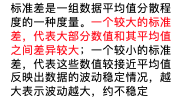 标准差是一组数据平均值分散程
度的一种度量。一个较大的标准
差，代表大部分数值和其平均值
之间差异较大；一个较小的标准
差，代表这些数值较接近平均值
反映出数据的波动稳定情况，越
大表示波动越大，约不稳定